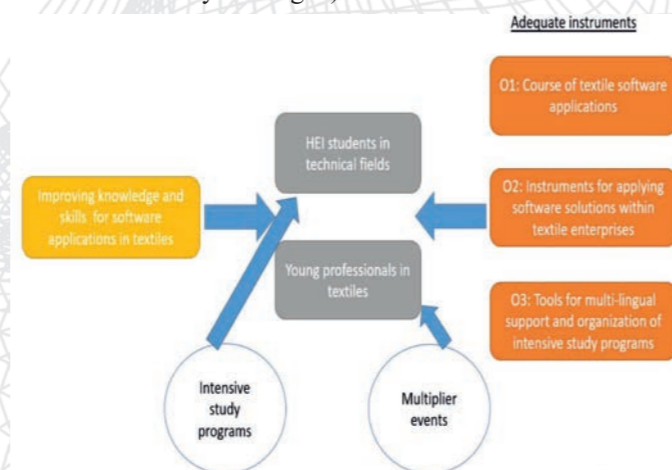 Adequate instruments
O1: Course of textile software
applications
HEI students in
technical fields
Improving knowledge and
skills for software
applications in textiles
O2: Instruments for applying
software solutions within
textile enterprises
Young professionals in
textiles
O3: Tools for multi-lingual
support and organization of
intensive study programs
Intensive
study
programs
Multiplier
events